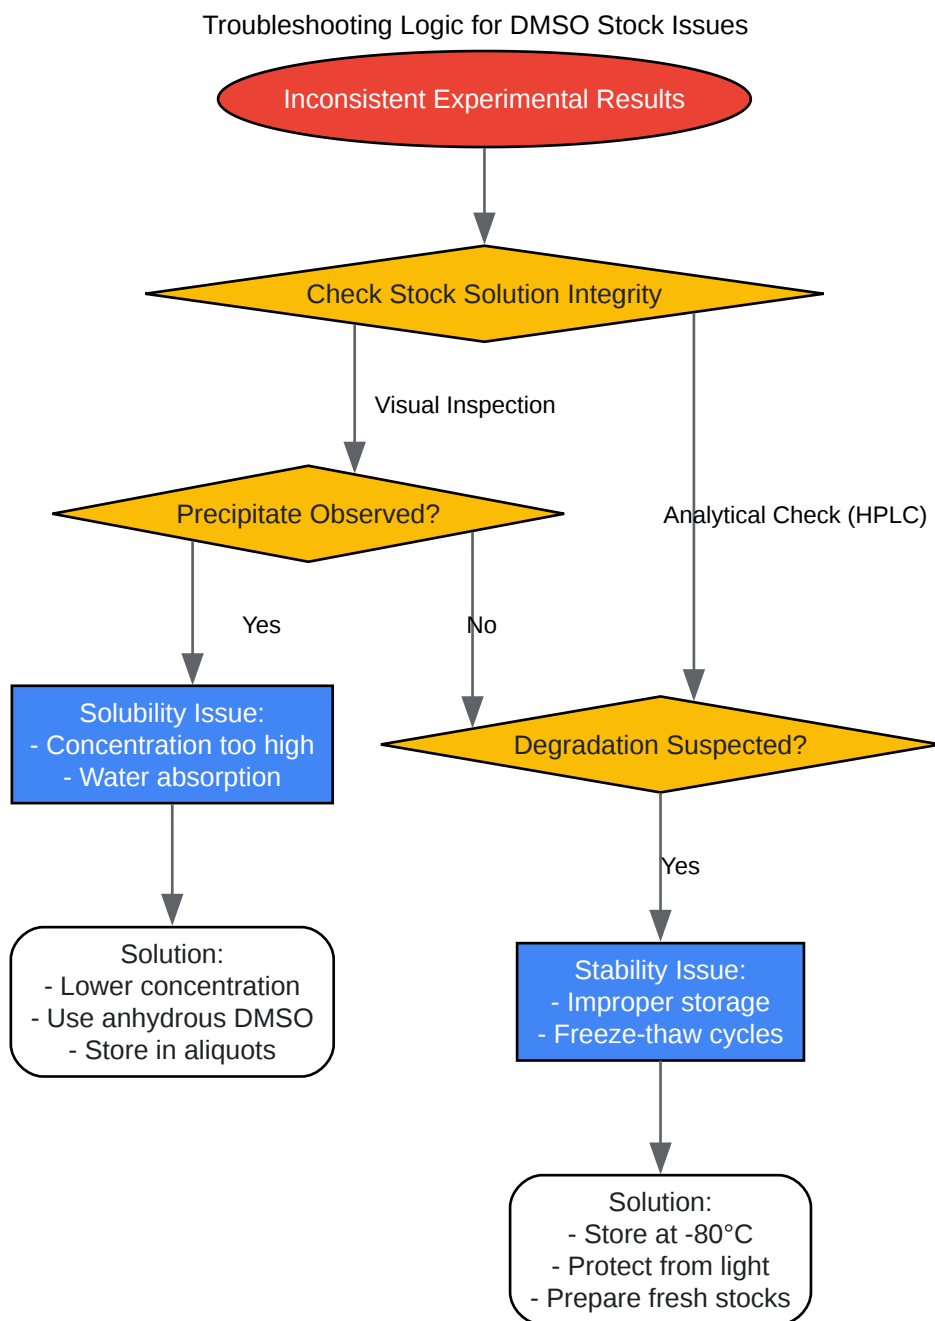 Troubleshooting Logic for DMSO Stock Issues
Inconsistent Experimental Results
Check Stock Solution Integrity
Visual Inspection
Precipitate Observed?
Analytical Check (HPLC)
Yes
No
Solubility Issue:
- Concentration too high
- Water absorption
Degradation Suspected?
Yes
Solution:
- Lower concentration
- Use anhydrous DMSO
- Store in aliquots
Stability Issue:
- Improper storage
- Freeze-thaw cycles
Solution:
- Store at -80°C
- Protect from light
- Prepare fresh stocks